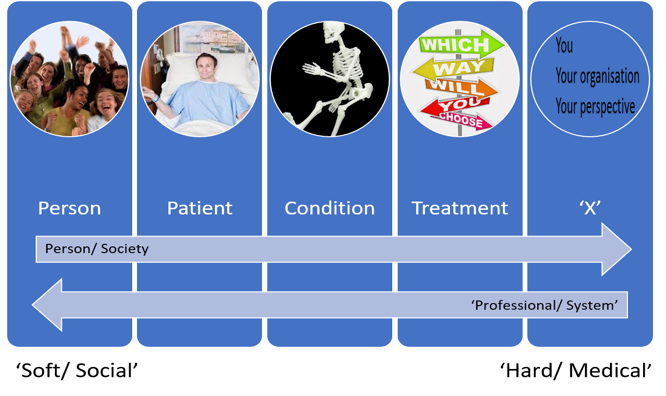 WHICH
WAY
WILL
YOU
CHOOSE
You
Your organisation
Your perspective
Person
Patient
Condition
Treatment
‘X’
Person/ Society
‘Professional/ System’
‘Soft/ Social’
‘Hard/ Medical’